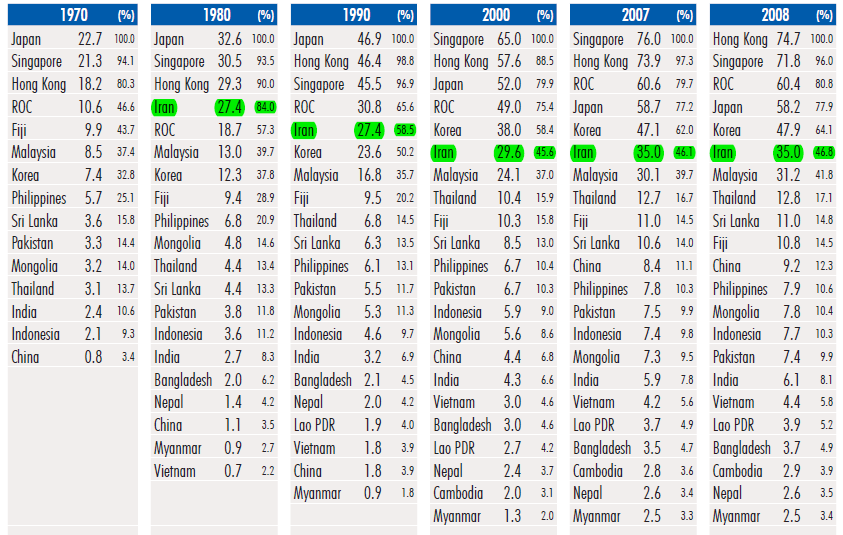 1970 (%)
Japan 22.7 100.0
Singapore 21.3 94.1
Hong Kong 18.2 80.3
ROC 10.6 46.6
Fiji 9.9 43.7
Malaysia 8.5 37.4
Korea 7.4 32.8
Philippines 5.7 25.1
Sri Lanka 3.6 15.8
Pakistan 3.3 14.4
Mongolia 3.2 14.0
Thailand 3.1 13.7
India 2.4 10.6
Indonesia 2.1 9.3
China 0.8 3.4
1980 (%)
Japan 32.6 100.0
Singapore 30.5 93.5
Hong Kong 29.3 90.0
Iran 27.4 84.0
ROC 18.7 57.3
Malaysia 13.0 39.7
Korea 12.3 37.8
Fiji 9.4 28.9
Philippines 6.8 20.9
Mongolia 4.8 14.6
Thailand 4.4 13.4
Sri Lanka 4.4 13.3
Pakistan 3.8 11.8
Indonesia 3.6 11.2
India 2.7 8.3
Bangladesh 2.0 6.2
Nepal 1.4 4.2
China 1.1 3.5
Myanmar 0.9 2.7
Vietnam 0.7 2.2
1990 (%)
Japan 46.9 100.0
Hong Kong 46.4 98.8
Singapore 45.5 96.9
ROC 30.8 65.6
Iran 27.4 58.5
Korea 23.6 50.2
Malaysia 16.8 35.7
Fiji 9.5 20.2
Thailand 6.8 14.5
Sri Lanka 6.3 13.5
Philippines 6.1 13.1
Pakistan 5.5 11.7
Mongolia 5.3 11.3
Indonesia 4.6 9.7
India 3.2 6.9
Bangladesh 2.1 4.5
Nepal 2.0 4.2
Lao PDR 1.9 4.0
Vietnam 1.8 3.9
China 1.8 3.9
Myanmar 0.9 1.8
2000 (%)
Singapore 65.0 100.0
Hong Kong 57.6 88.5
Japan 52.0 79.9
ROC 49.0 75.4
Korea 38.0 58.4
Iran 29.6 45.6
Malaysia 24.1 37.0
Thailand 10.4 15.9
Fiji 10.3 15.8
Sri Lanka 8.5 13.0
Philippines 6.7 10.4
Pakistan 6.7 10.3
Indonesia 5.9 9.0
Mongolia 5.6 8.6
China 4.4 6.8
India 4.3 6.6
Vietnam 3.0 4.6
Bangladesh 3.0 4.6
Lao PDR 2.7 4.2
Nepal 2.4 3.7
Cambodia 2.0 3.1
Myanmar 1.3 2.0
2007 (%)
Singapore 76.0 100.0
Hong Kong 73.9 97.3
ROC 60.6 79.7
Japan 58.7 77.2
Korea 47.1 62.0
Iran 35.0 46.1
Malaysia 30.1 39.7
Thailand 12.7 16.7
Fiji 11.0 14.5
Sri Lanka 10.6 14.0
China 8.4 11.1
Philippines 7.8 10.3
Pakistan 7.5 9.9
Indonesia 7.4 9.8
Mongolia 7.3 9.5
India 5.9 7.8
Vietnam 4.2 5.6
Lao PDR 3.7 4.9
Bangladesh 3.5 4.7
Cambodia 2.8 3.6
Nepal 2.6 3.4
Myanmar 2.5 3.3
2008 (%)
Hong Kong 74.7 100.0
Singapore 71.8 96.0
ROC 60.4 80.8
Japan 58.2 77.9
Korea 47.9 64.1
Iran 35.0 46.8
Malaysia 31.2 41.8
Thailand 12.8 17.1
Sri Lanka 11.0 14.8
Fiji 10.8 14.5
China 9.2 12.3
Philippines 7.9 10.6
Mongolia 7.8 10.4
Indonesia 7.7 10.3
Pakistan 7.4 9.9
India 6.1 8.1
Vietnam 4.4 5.8
Lao PDR 3.9 5.2
Bangladesh 3.7 4.9
Cambodia 2.9 3.9
Nepal 2.6 3.5
Myanmar 2.5 3.4